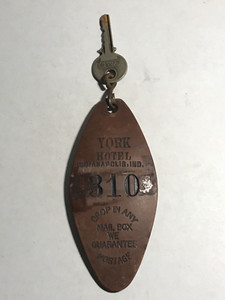 YORK
HOTEL
INDIANAPOLIS, IND.
310
DROP IN ANY
MAIL BOX
WE
GUARANTEE
POSTAGE